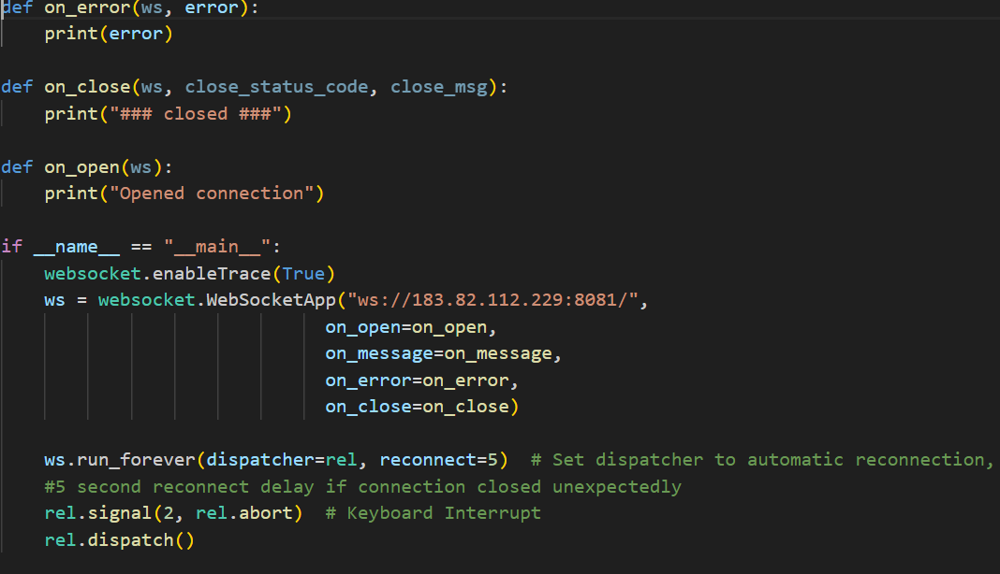 def on_error(ws, error):
    print(error)

def on_close(ws, close_status_code, close_msg):
    print("### closed ###")

def on_open(ws):
    print("Opened connection")

if __name__ == "__main__":
    websocket.enableTrace(True)
    ws = websocket.WebSocketApp("ws://183.82.112.229:8081/",
                              on_open=on_open,
                              on_message=on_message,
                              on_error=on_error,
                              on_close=on_close)

    ws.run_forever(dispatcher=rel, reconnect=5)  # Set dispatcher to automatic reconnection,
    #5 second reconnect delay if connection closed unexpectedly
    rel.signal(2, rel.abort)  # Keyboard Interrupt
    rel.dispatch()